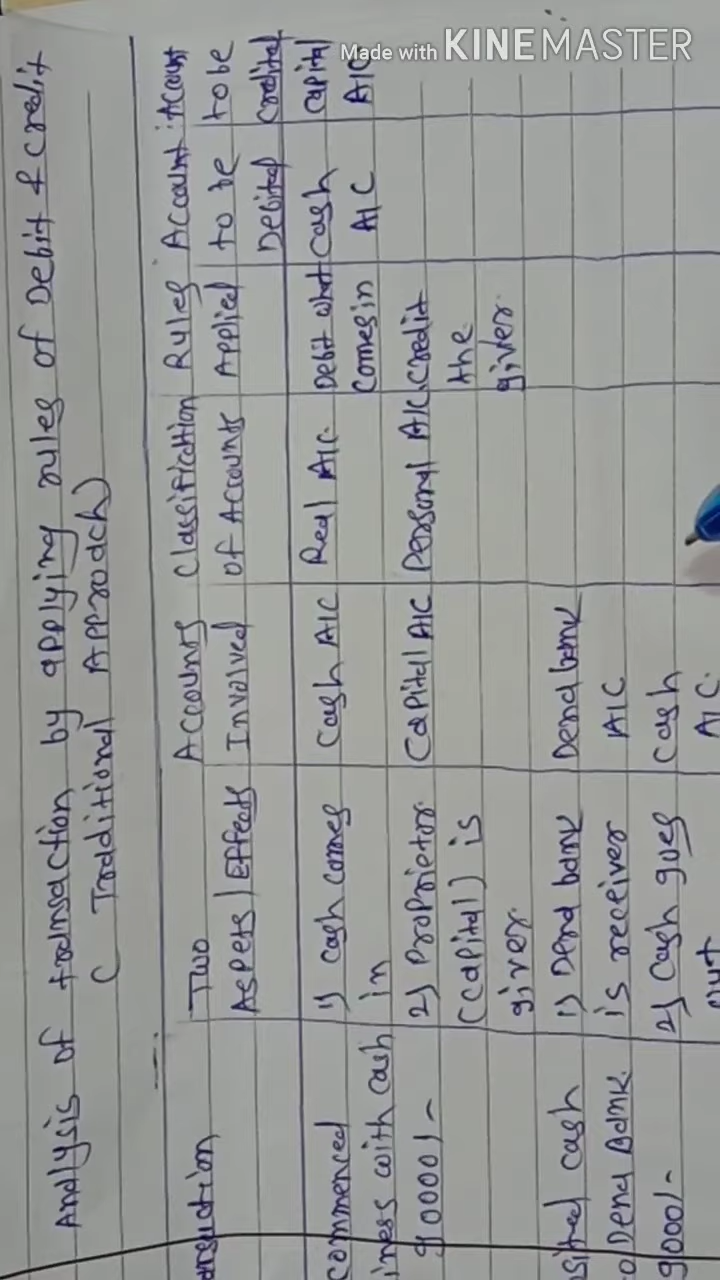 Made with KINEMASTER
Analysis of transaction by applying rules of Debit & credit
( Traditional Approach)
Two Accounts Classification Rules Account Account
Aspets/Effects Involved of Accounts Applied to be to be
Debited Credited
commenced 1) cash comes Cash A/C Real A/C Debit what cash capital
with cash in comes in A/C A/C
90000/- 2) Proprietor Capital A/C Personal A/C credit
(capital) is the
giver giver
cash 1) Dena bank Dena bank
Dena Bank is receiver A/C
9000/- 2) Cash goes cash
out A/C